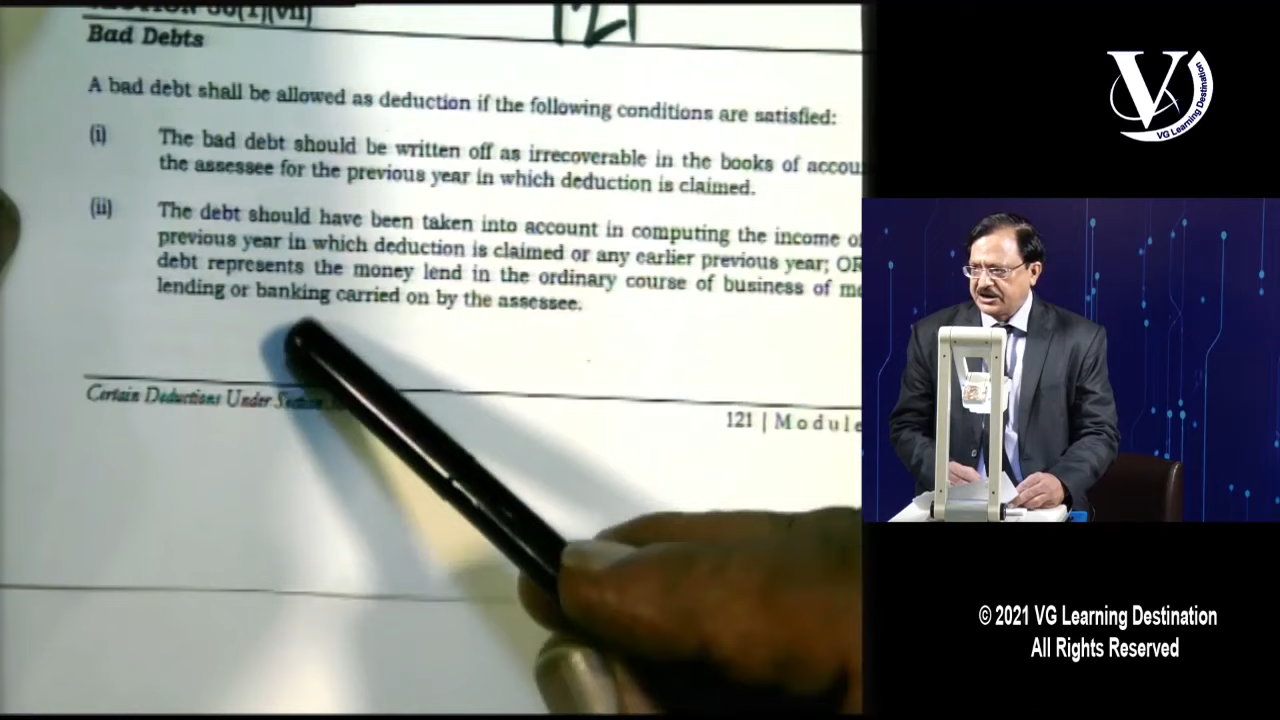 121
Bad Debts
A bad debt shall be allowed as deduction if the following conditions are satisfied:
(i) The bad debt should be written off as irrecoverable in the books of accou
the assessee for the previous year in which deduction is claimed.
(ii) The debt should have been taken into account in computing the income of
previous year in which deduction is claimed or any earlier previous year; OR
debt represents the money lend in the ordinary course of business of mo
lending or banking carried on by the assessee.
Certain Deductions Under
121 | Module
V
VG Learning Destination
© 2021 VG Learning Destination
All Rights Reserved